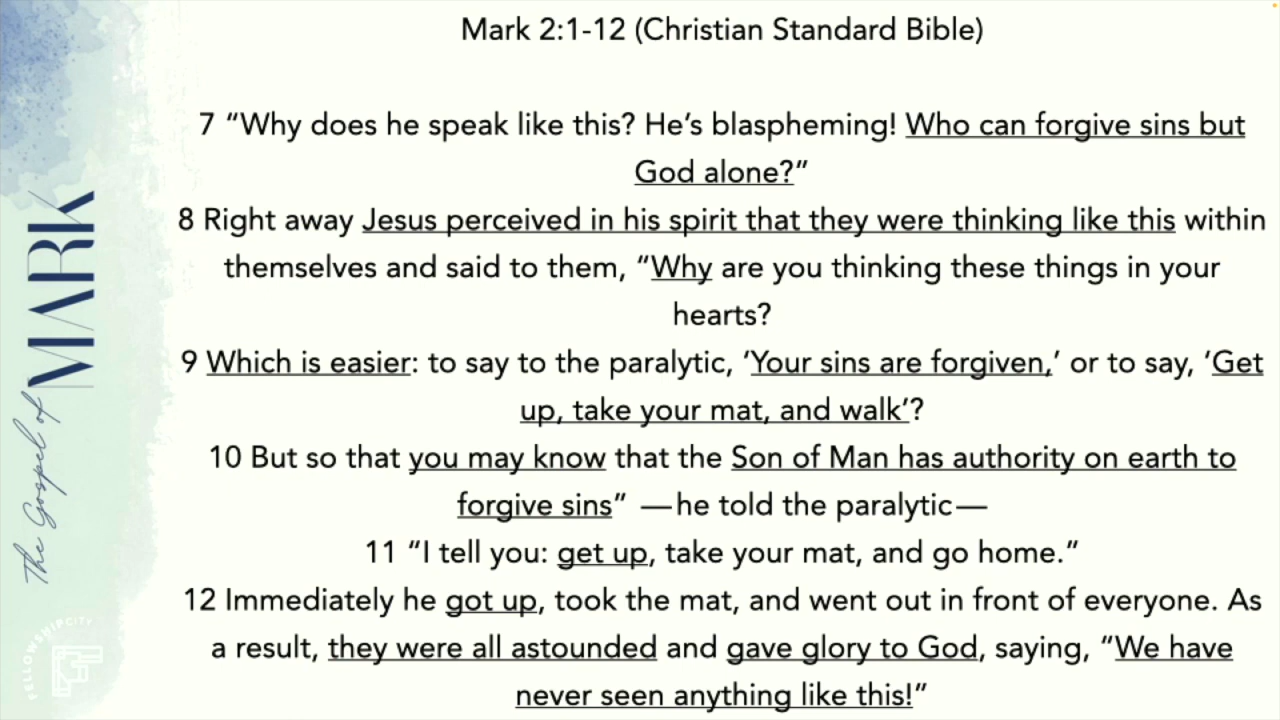 Mark 2:1-12 (Christian Standard Bible)
7 “Why does he speak like this? He’s blaspheming! Who can forgive sins but
God alone?”
8 Right away Jesus perceived in his spirit that they were thinking like this within
themselves and said to them, “Why are you thinking these things in your
hearts?
9 Which is easier: to say to the paralytic, ‘Your sins are forgiven,’ or to say, ‘Get
up, take your mat, and walk’?
10 But so that you may know that the Son of Man has authority on earth to
forgive sins” —he told the paralytic—
11 “I tell you: get up, take your mat, and go home.”
12 Immediately he got up, took the mat, and went out in front of everyone. As
a result, they were all astounded and gave glory to God, saying, “We have
never seen anything like this!”
The Gospel of
MARK
FELLOWSHIPCITY